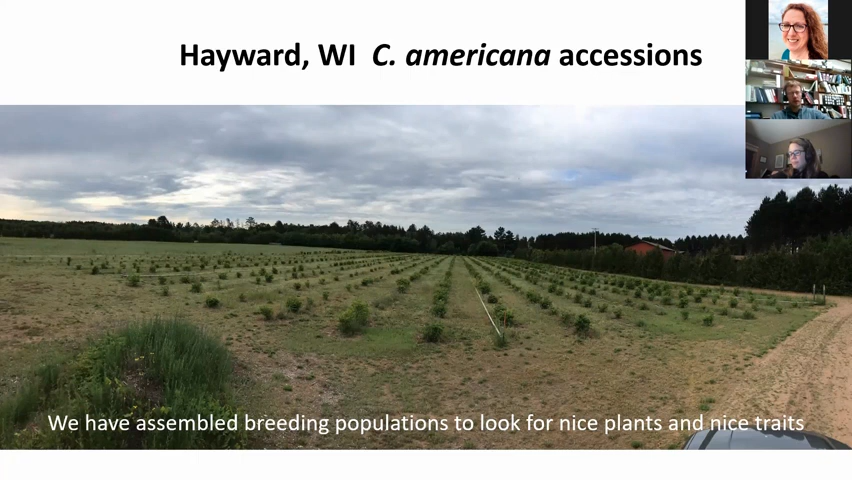 Hayward, WI C. americana accessions
We have assembled breeding populations to look for nice plants and nice traits